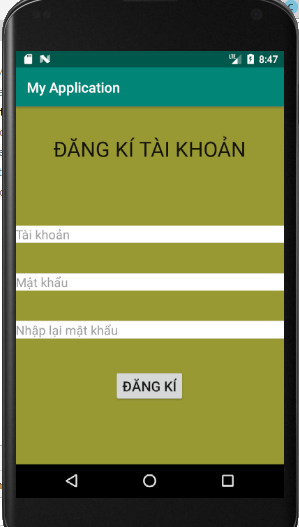 LTE 8:47
My Application
ĐĂNG KÍ TÀI KHOẢN
Tài khoản
Mật khẩu
Nhập lại mật khẩu
ĐĂNG KÍ